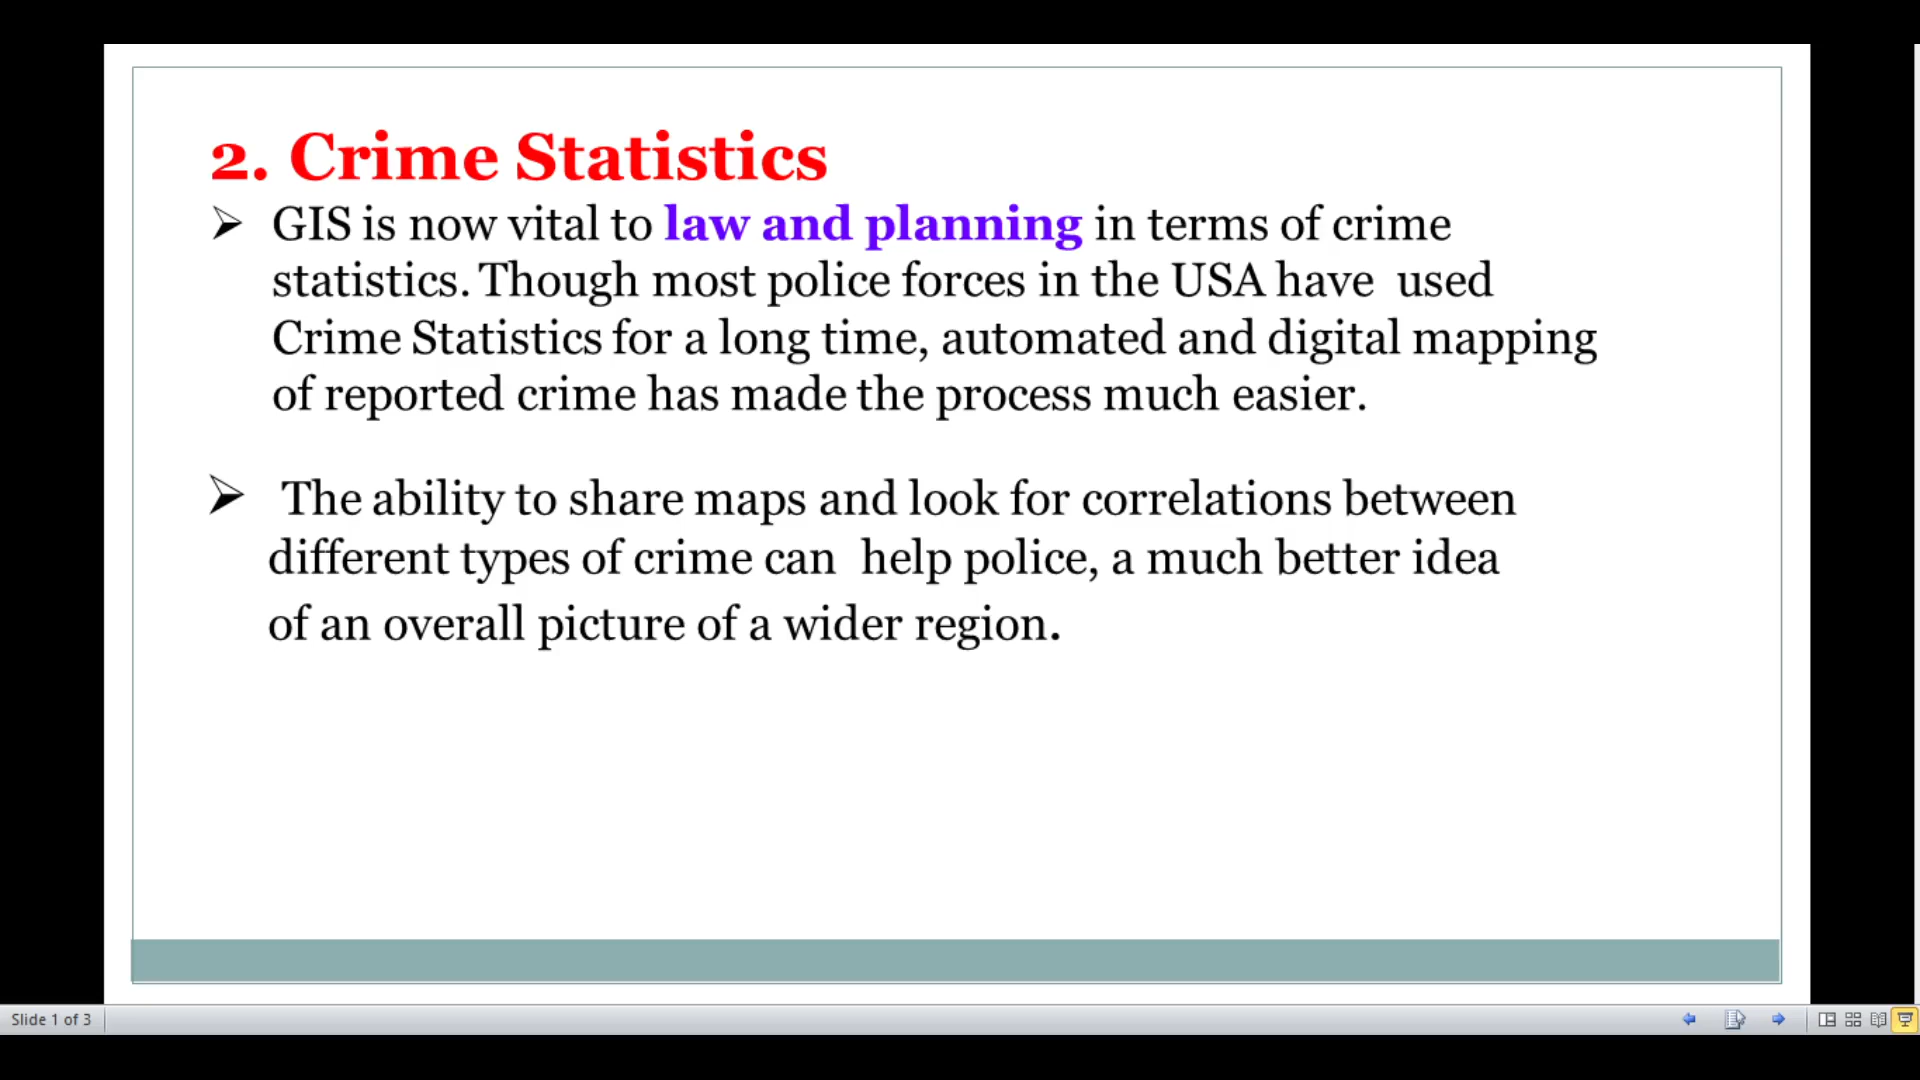 2. Crime Statistics
➢ GIS is now vital to law and planning in terms of crime
statistics. Though most police forces in the USA have used
Crime Statistics for a long time, automated and digital mapping
of reported crime has made the process much easier.
➢ The ability to share maps and look for correlations between
different types of crime can help police, a much better idea
of an overall picture of a wider region.
Slide 1 of 3